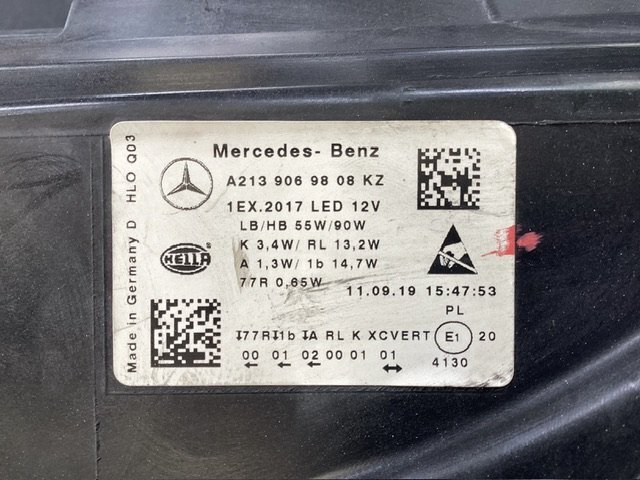 Mercedes- Benz
A213 906 98 08 KZ
1EX.2017 LED 12V
LB/HB 55W/90W
K 3,4W/ RL 13,2W
A 1,3W/ 1b 14,7W
77R 0,65W
11.09.19 15:47:53
HELLA
Made in Germany D HLO Q03
PL
77R 1b 1A RL K XCVERT E1 20
00 01 02 00 01 01 4130